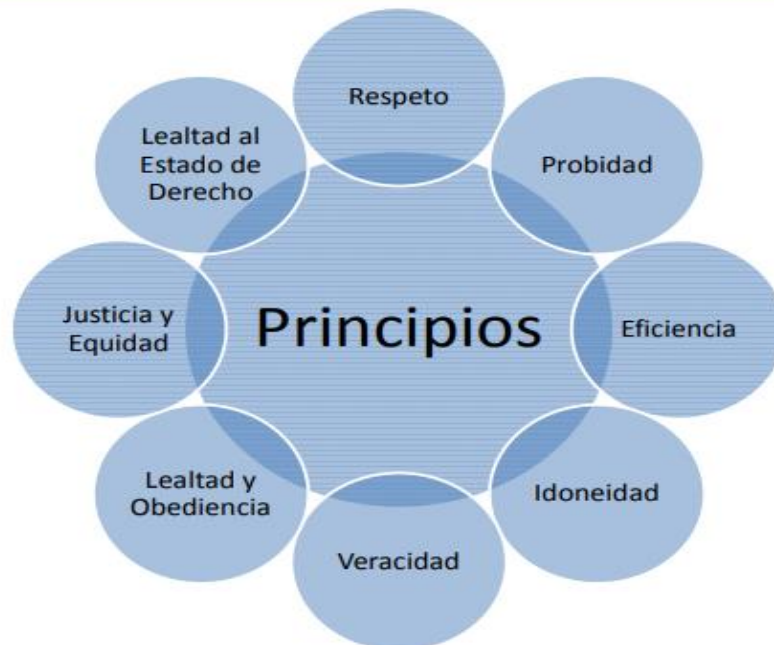 Respeto
Probidad
Eficiencia
Idoneidad
Veracidad
Lealtad y
Obediencia
Justicia y
Equidad
Lealtad al
Estado de
Derecho
Principios